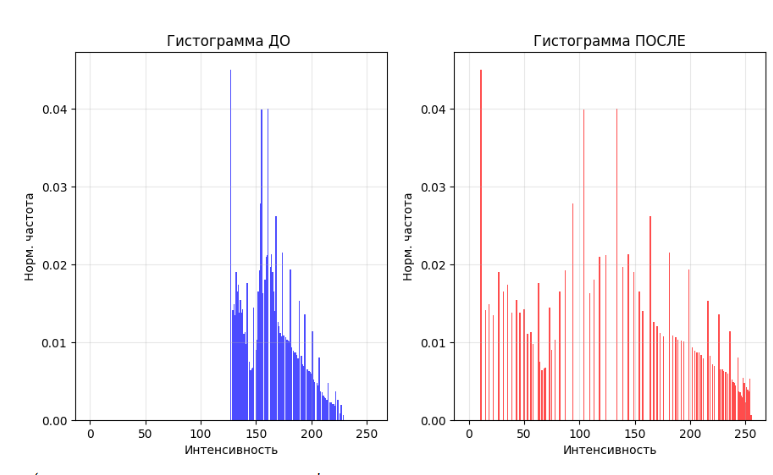 Гистограмма ДО
Норм. частота
0.04
0.03
0.02
0.01
0.00
0 50 100 150 200 250
Интенсивность
Гистограмма ПОСЛЕ
Норм. частота
0.04
0.03
0.02
0.01
0.00
0 50 100 150 200 250
Интенсивность